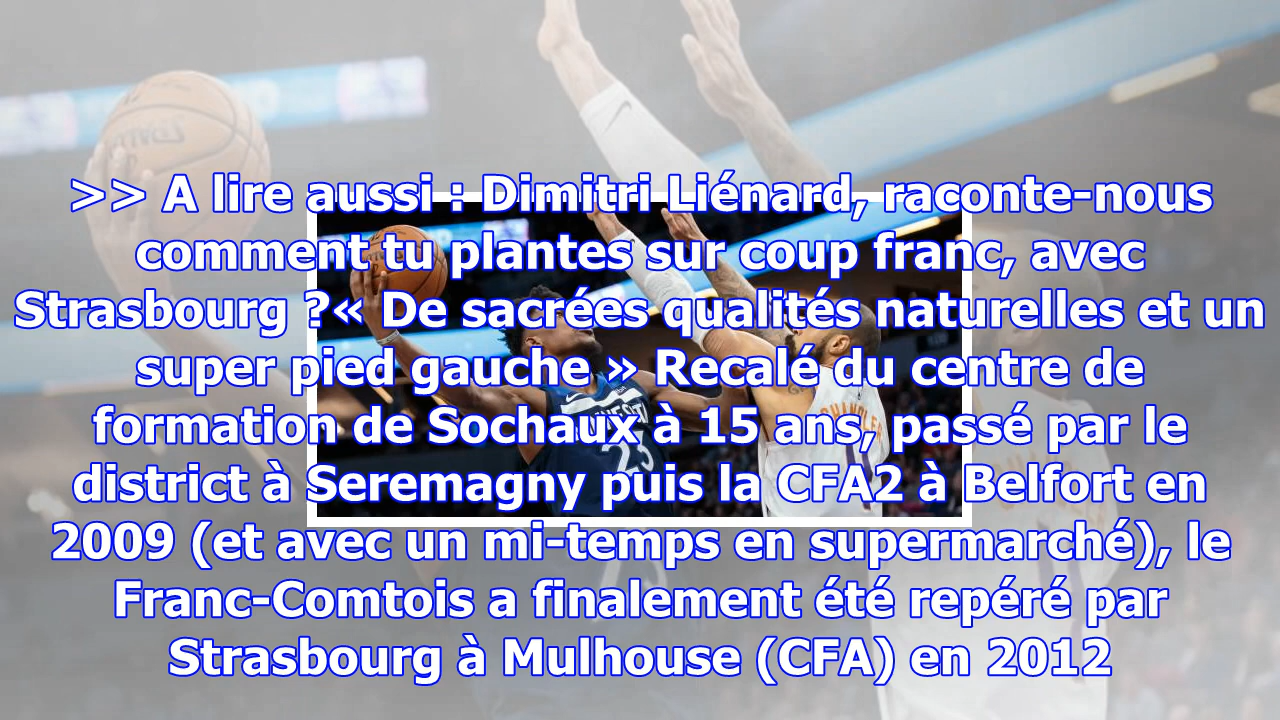 >> A lire aussi : Dimitri Liénard, raconte-nous
comment tu plantes sur coup franc, avec
Strasbourg ?« De sacrées qualités naturelles et un
super pied gauche » Recalé du centre de
formation de Sochaux à 15 ans, passé par le
district à Seremagny puis la CFA2 à Belfort en
2009 (et avec un mi-temps en supermarché), le
Franc-Comtois a finalement été repéré par
Strasbourg à Mulhouse (CFA) en 2012
23